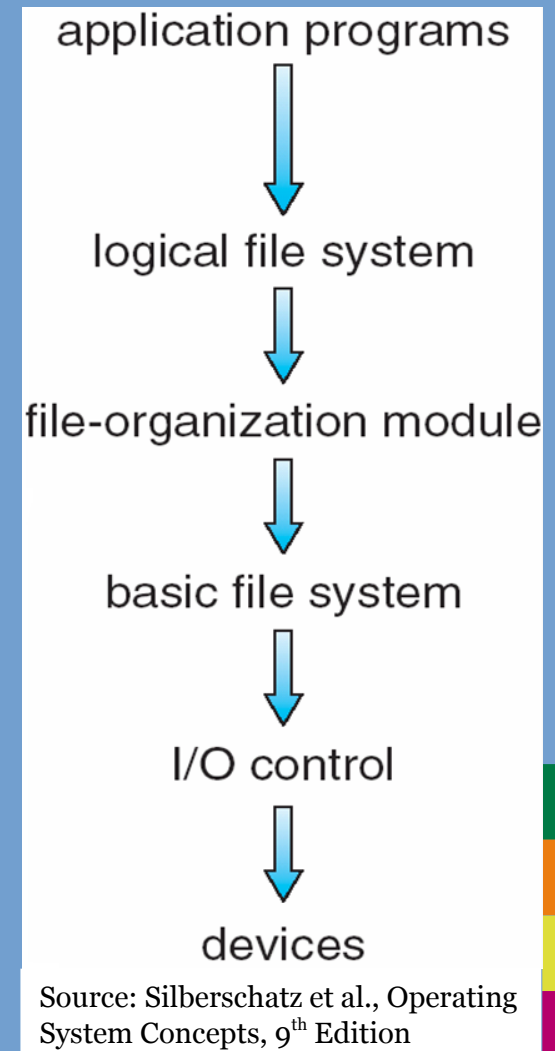 application programs
logical file system
file-organization module
basic file system
I/O control
devices
Source: Silberschatz et al., Operating
System Concepts, 9th Edition